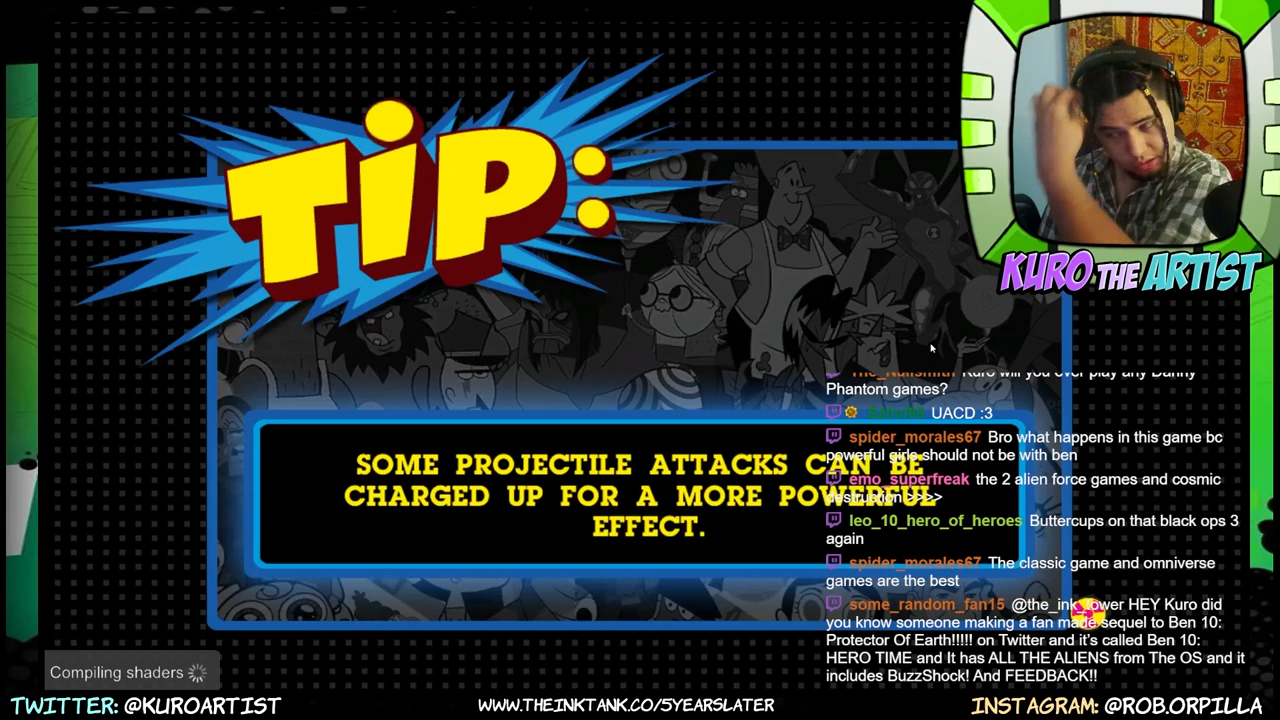 TiP:
KURO THE ARTIST
SOME PROJECTILE ATTACKS CAN BE
CHARGED UP FOR A MORE POWERFUL
EFFECT.
The_Nullsmith Kuro will you ever play any Danny
Phantom games?
UACD :3
spider_morales67 Bro what happens in this game bc
powerful girls should not be with ben
emo_superfreak the 2 alien force games and cosmic
destruction >>>>
leo_10_hero_of_heroes Buttercups on that black ops 3
again
spider_morales67 The classic game and omniverse
games are the best
some_random_fan15 @the_ink_tower HEY Kuro did
you know someone making a fan made sequel to Ben 10:
Protector Of Earth!!!!! on Twitter and it's called Ben 10:
HERO TIME and It has ALL THE ALIENS from The OS and it
includes BuzzShock! And FEEDBACK!!
Compiling shaders
TWITTER: @KUROARTIST
WWW.THEINKTANK.CO/5YEARSLATER
INSTAGRAM: @ROB.ORPILLA